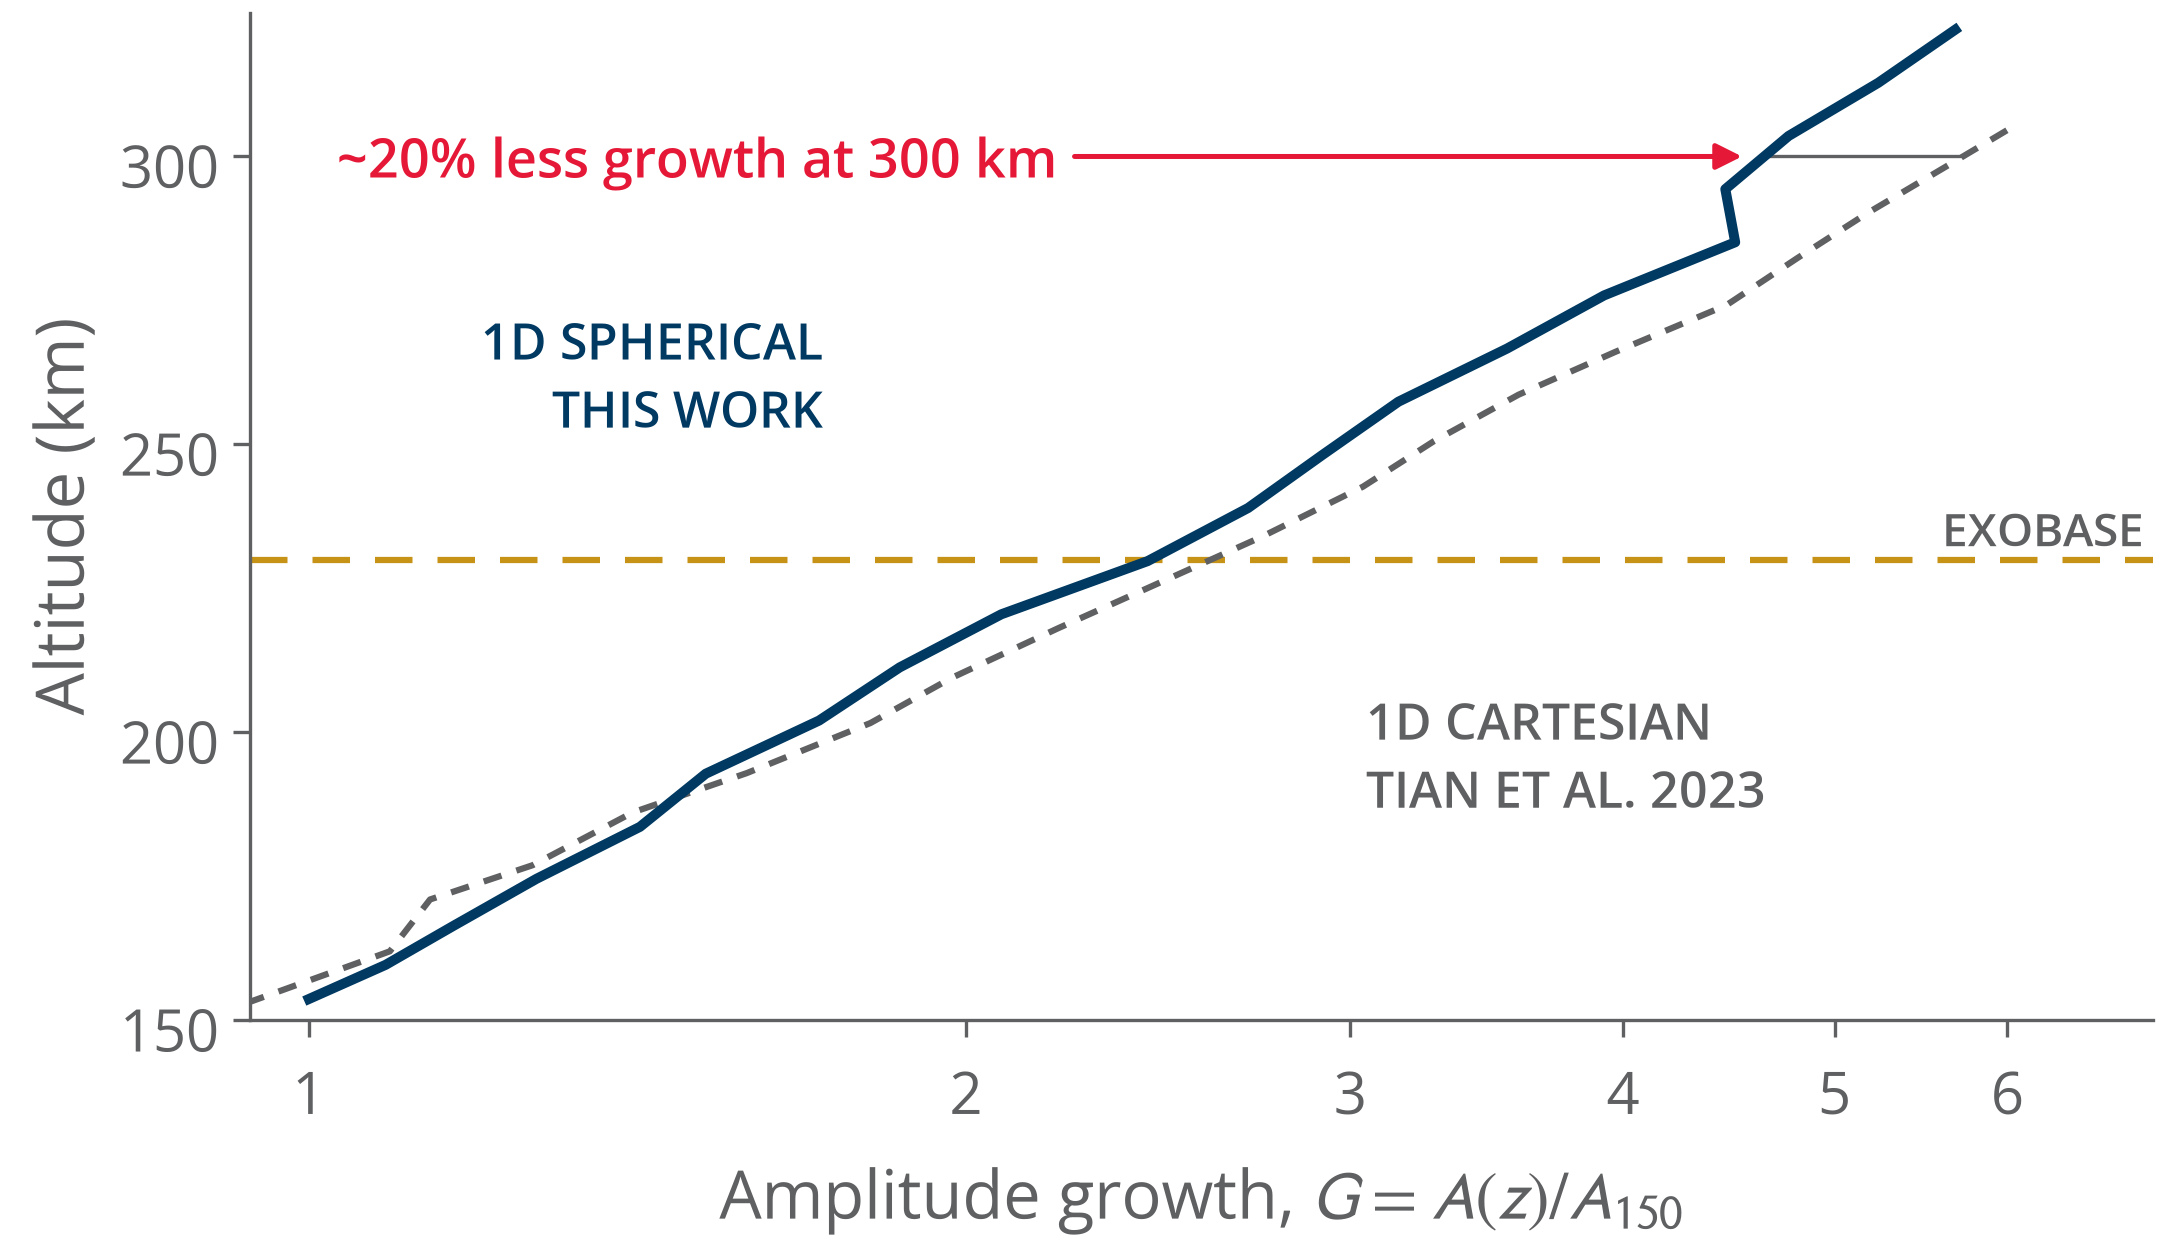 300
~20% less growth at 300 km
1D SPHERICAL
THIS WORK
250
EXOBASE
200
1D CARTESIAN
TIAN ET AL. 2023
150
Altitude (km)
1 2 3 4 5 6
Amplitude growth, G = A(z)/A₁₅₀